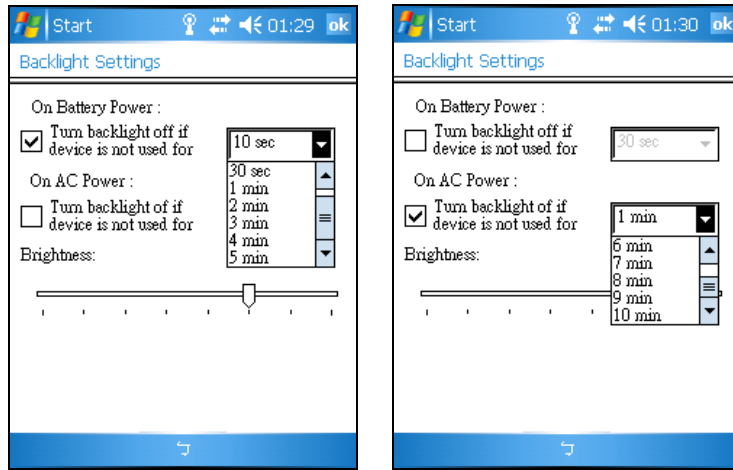 Start 01:29 ok
Backlight Settings
On Battery Power :
Turn backlight off if
device is not used for
10 sec
30 sec
1 min
2 min
3 min
4 min
5 min
On AC Power :
Turn backlight of if
device is not used for
Brightness:
Start 01:30 ok
Backlight Settings
On Battery Power :
Turn backlight off if
device is not used for
30 sec
On AC Power :
Turn backlight of if
device is not used for
1 min
6 min
7 min
8 min
9 min
10 min
Brightness: